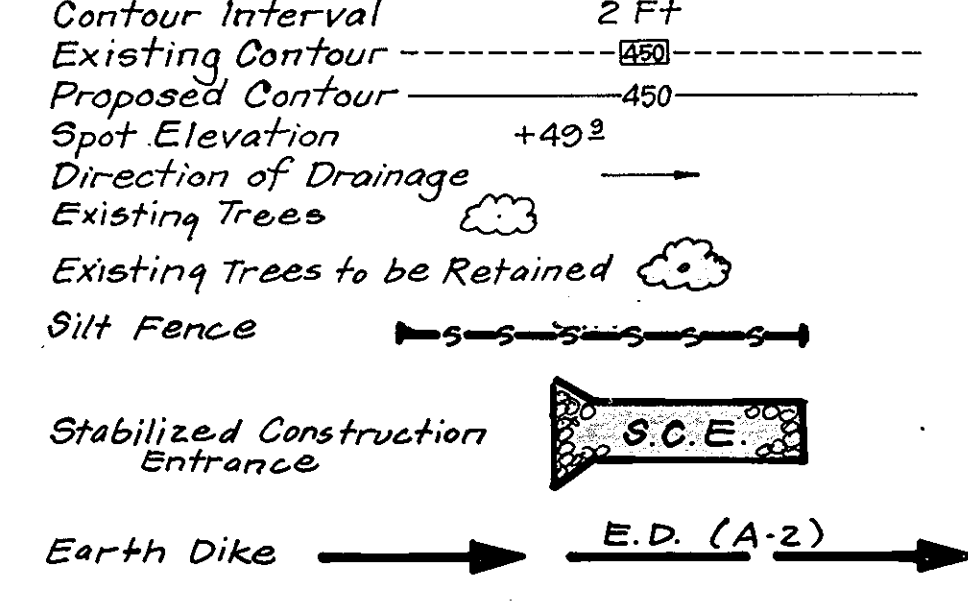 Contour Interval 2 Ft
Existing Contour 450
Proposed Contour 450
Spot Elevation +49 9
Direction of Drainage
Existing Trees
Existing Trees to be Retained
Silt Fence S S S S S S
Stabilized Construction
Entrance
S.C.E.
Earth Dike E.D. (A-2)